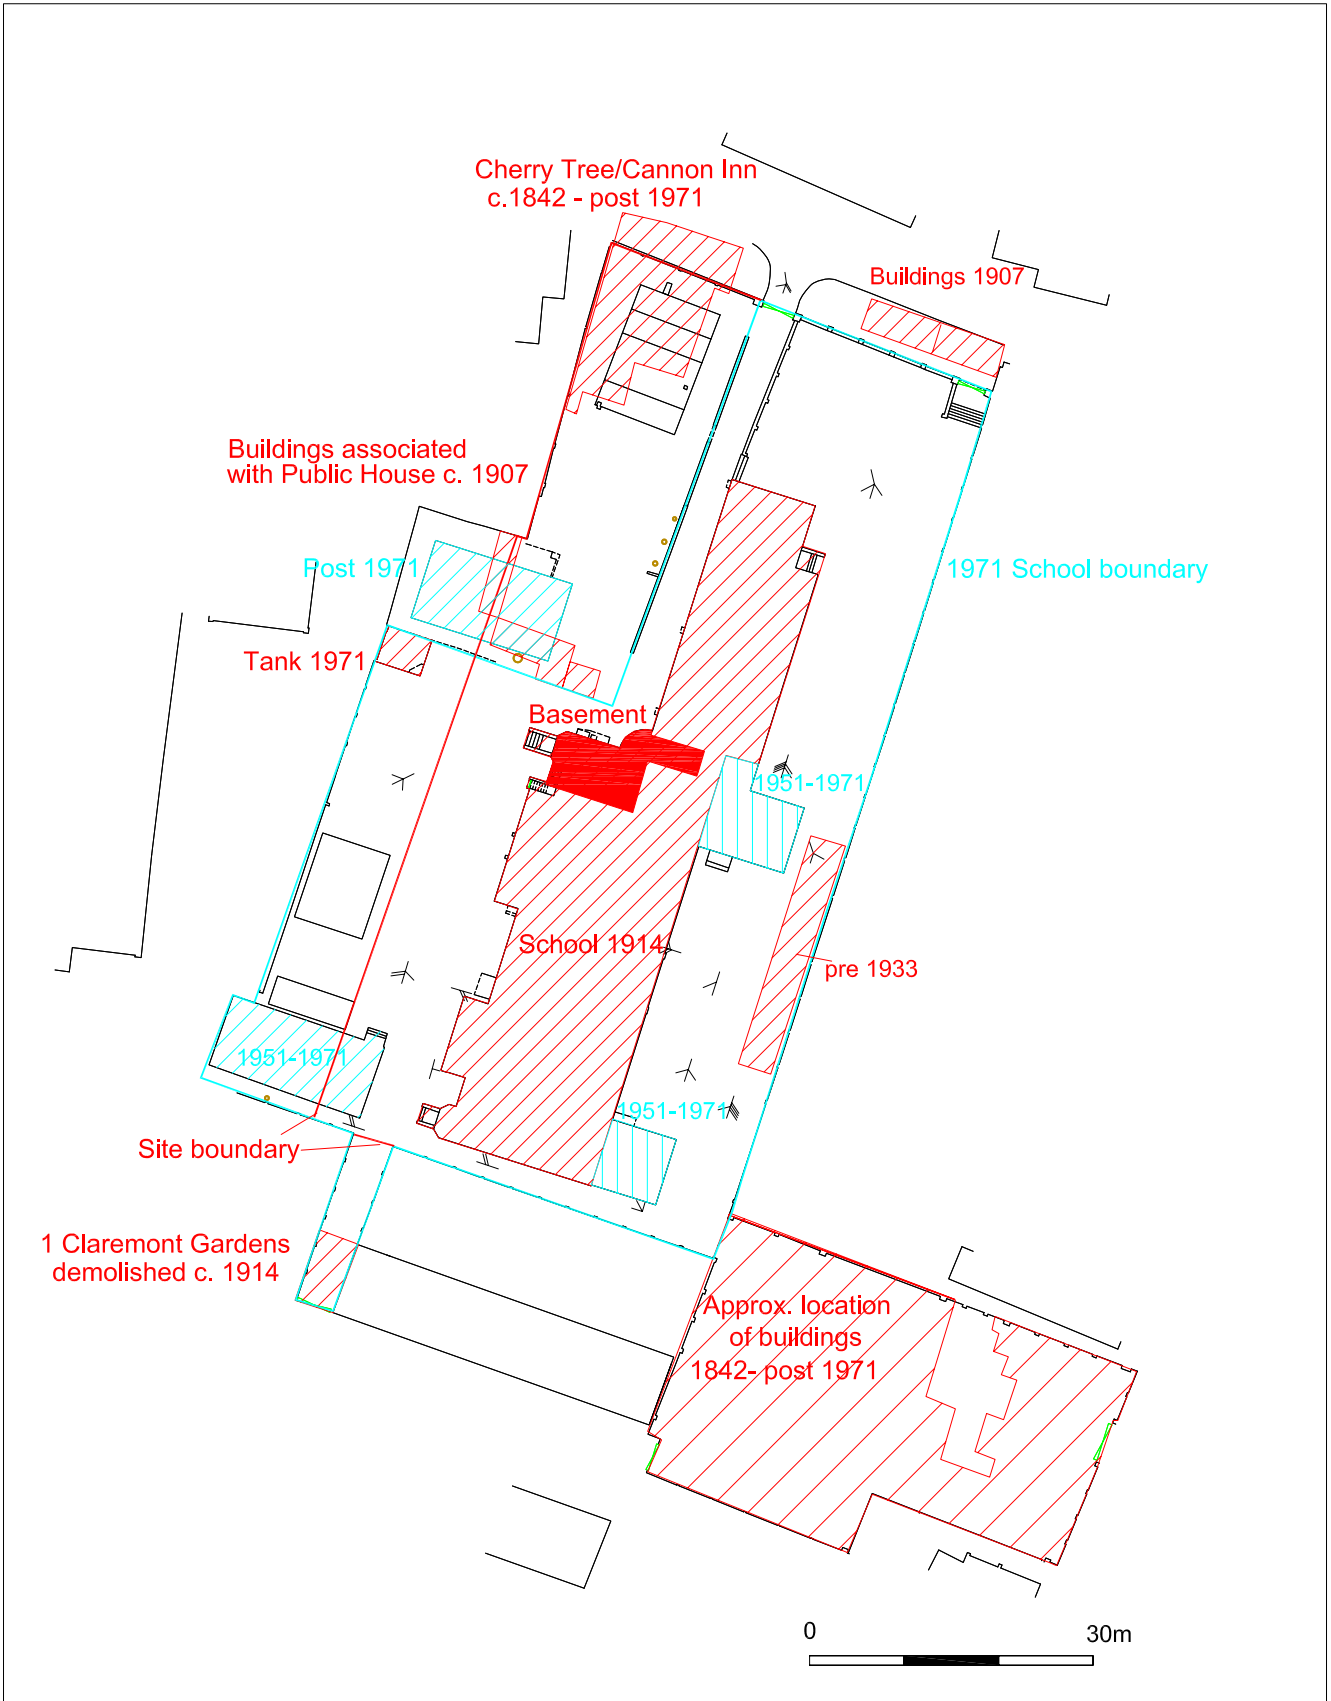 Cherry Tree/Cannon Inn
c.1842 - post 1971
Buildings 1907
Buildings associated
with Public House c. 1907
Post 1971
1971 School boundary
Tank 1971
Basement
1951-1971
School 1914
pre 1933
1951-1971
1951-1971
Site boundary
1 Claremont Gardens
demolished c. 1914
Approx. location
of buildings
1842- post 1971
0
30m